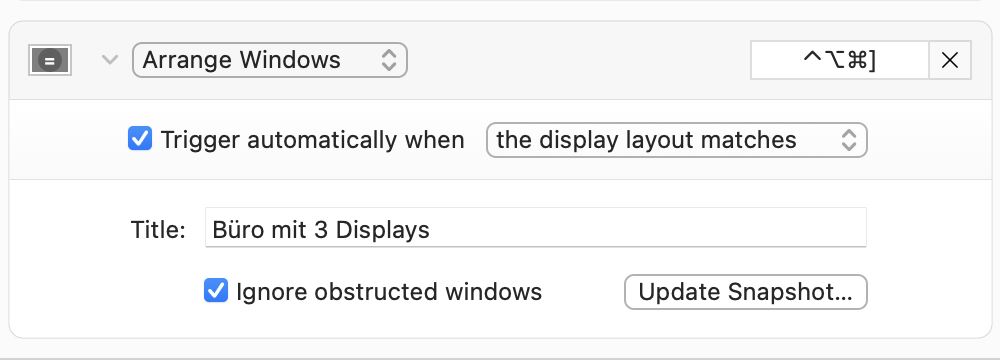 Arrange Windows ^⌥⌘]
Trigger automatically when the display layout matches
Title: Büro mit 3 Displays
Ignore obstructed windows Update Snapshot...